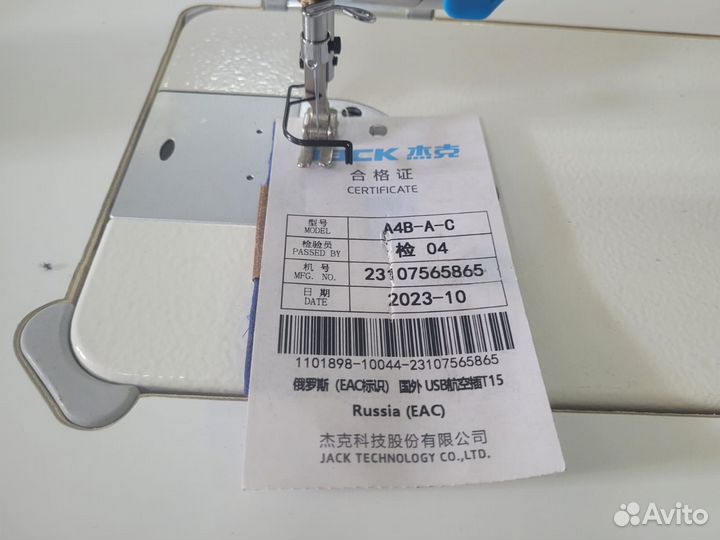 JACK 杰克
合格证
CERTIFICATE
型号 A4B-A-C
MODEL
检验员 检 04
PASSED BY
机号 23107565865
MFG. NO.
日期 2023-10
DATE
1101898-10044-23107565865
俄罗斯（EAC标识）国外 USB航空插T15
Russia (EAC)
杰克科技股份有限公司
JACK TECHNOLOGY CO.,LTD.
Avito